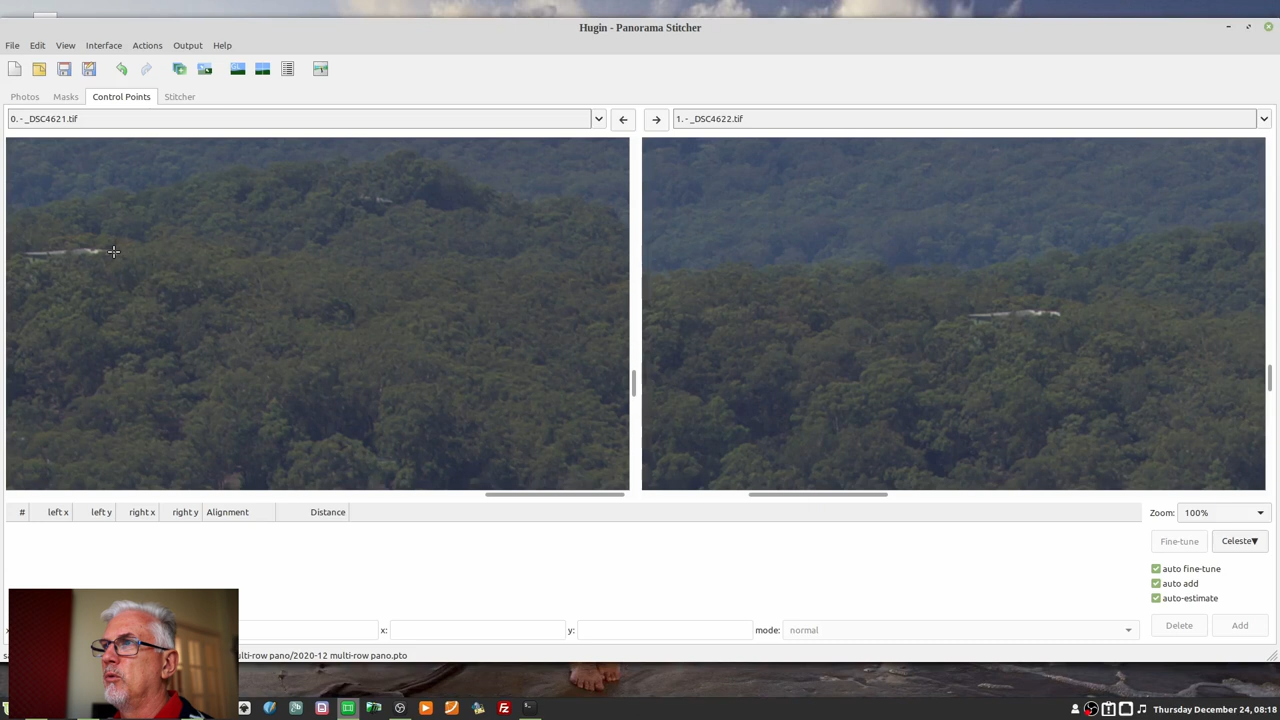 Hugin - Panorama Stitcher
File Edit View Interface Actions Output Help
Photos Masks Control Points Stitcher
0. - _DSC4621.tif
1. - _DSC4622.tif
# left x left y right x right y Alignment Distance
Zoom: 100%
Fine-tune Celeste▼
auto fine-tune
auto add
auto-estimate
x: y: mode: normal
Delete Add
ulti-row pano/2020-12 multi-row pano.pto
Thursday December 24, 08:18